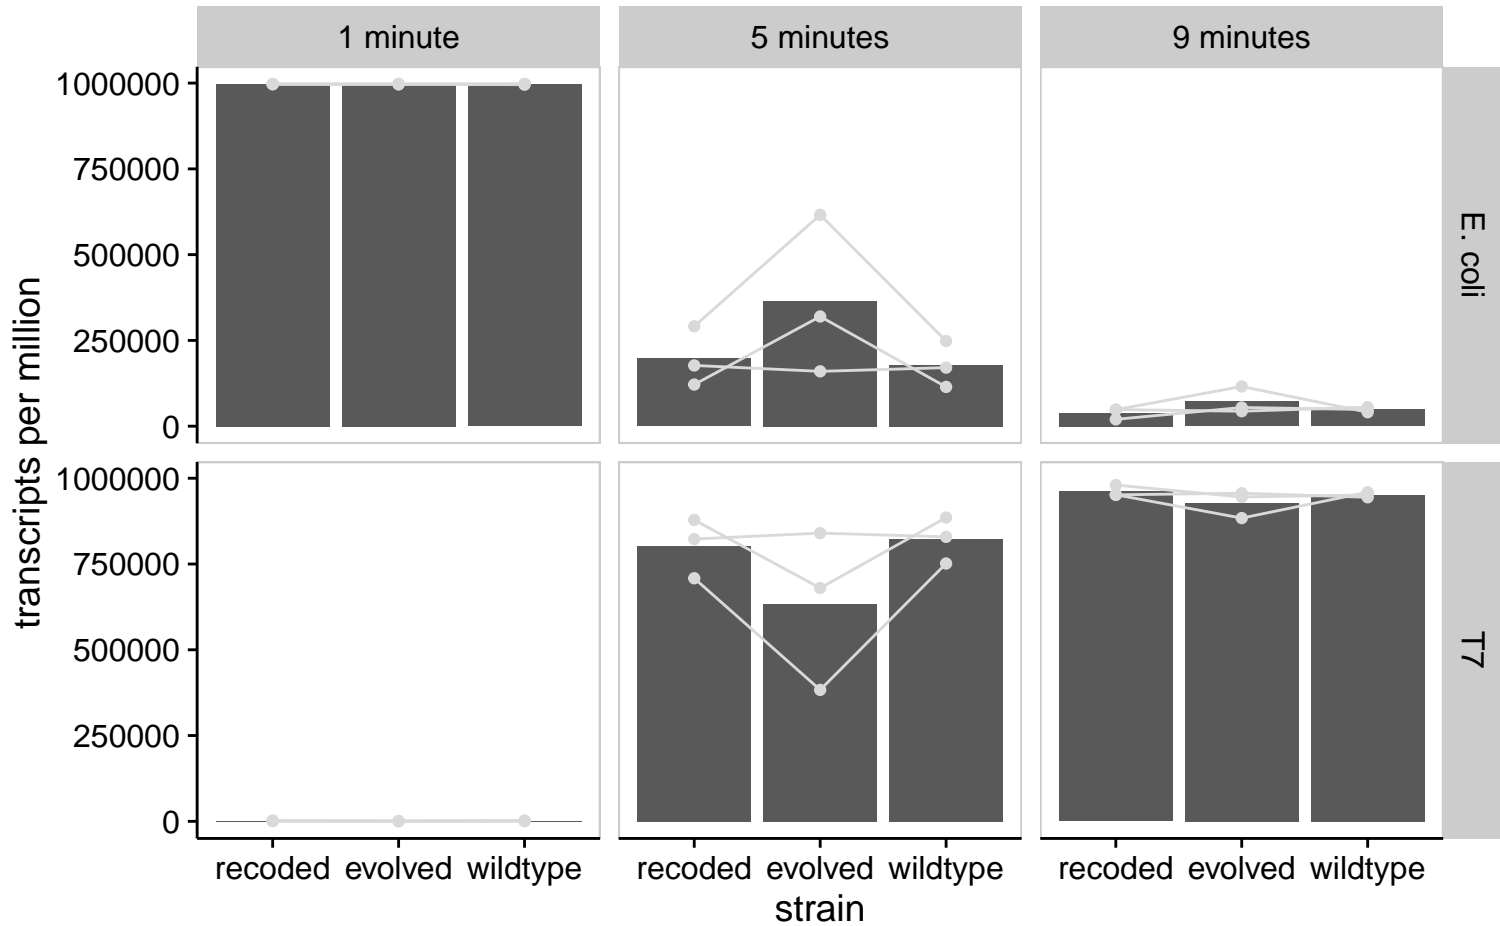 1 minute
5 minutes
9 minutes
transcripts per million
1000000
750000
500000
250000
0
E. coli
1000000
750000
500000
250000
0
T7
recoded evolved wildtype
recoded evolved wildtype
recoded evolved wildtype
strain